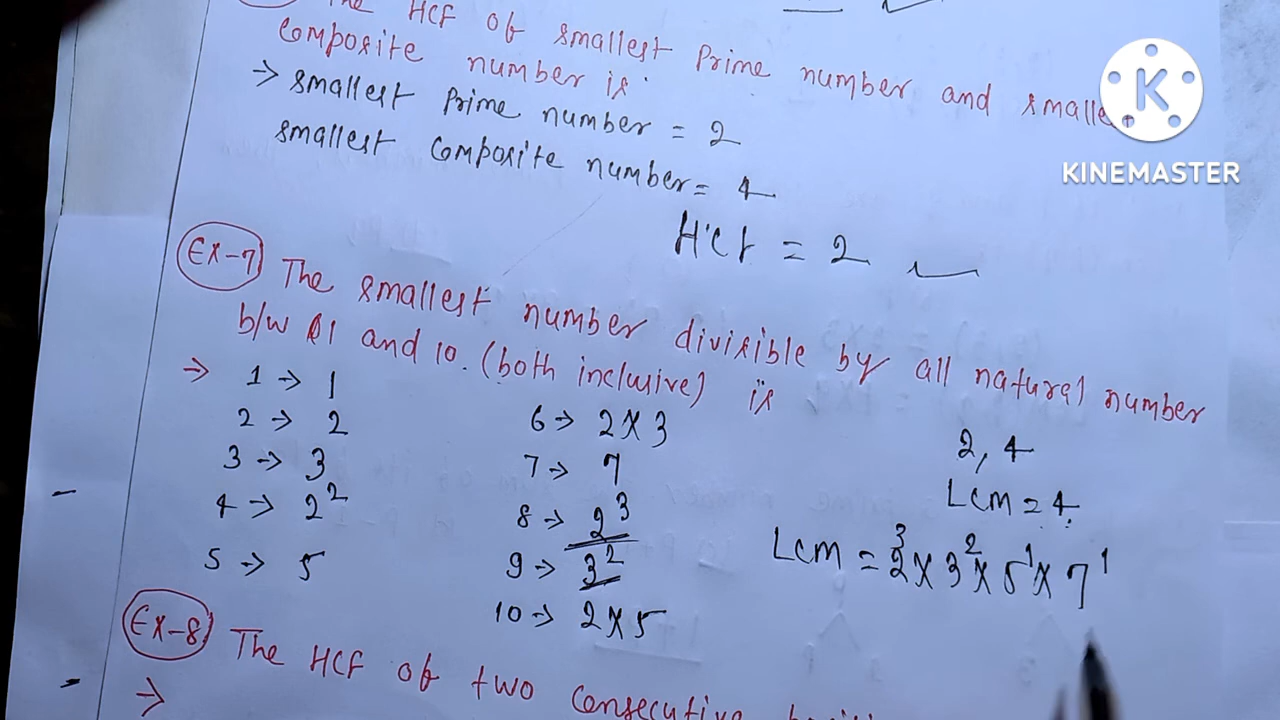 The HCF of smallest Prime number and smallest
Composite number is
→ smallest Prime number = 2
smallest Composite number = 4
HCF = 2
Ex-7 The smallest number divisible by all natural number
b/w 1 and 10. (both inclusive) is
→ 1 → 1
2 → 2
3 → 3
4 → 2²
5 → 5
6 → 2×3
7 → 7
8 → 2³
9 → 3²
10 → 2×5
2, 4
LCM = 4
LCM = 2³×3²×5¹×7¹
Ex-8 The HCF of two Consecutive
→
K
KINEMASTER